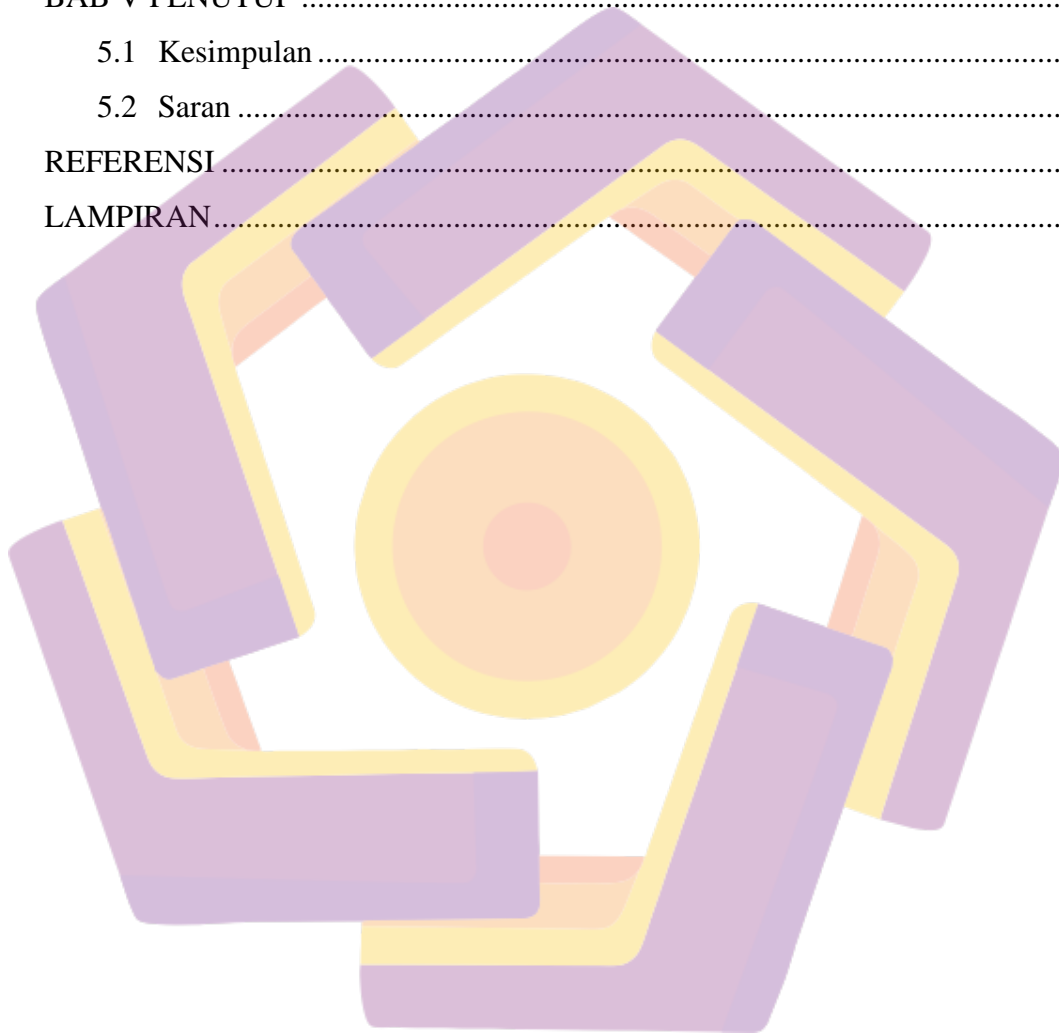 BAB V PENUTUP ..........................................................................................
5.1 Kesimpulan ..........................................................................................
5.2 Saran ....................................................................................................
REFERENSI ..................................................................................................
LAMPIRAN..................................................................................................